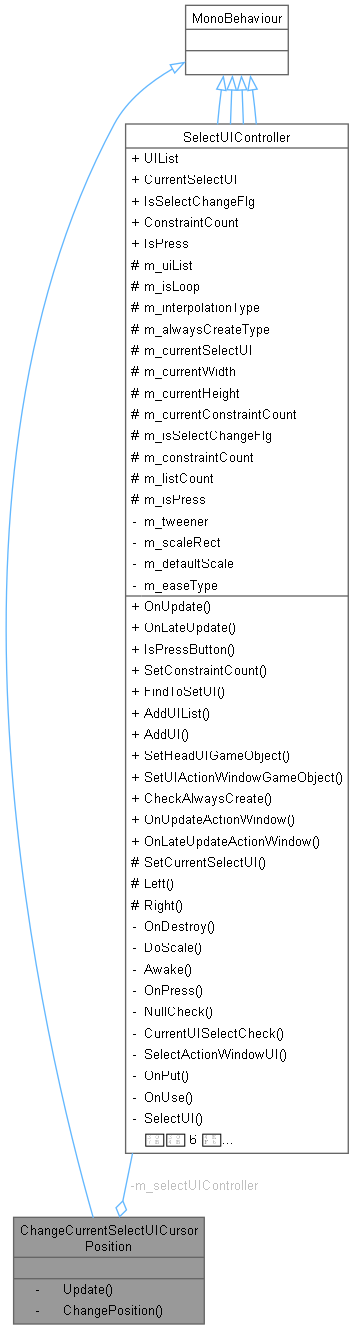 MonoBehaviour
SelectUIController
+ UIList
+ CurrentSelectUI
+ IsSelectChangeFlg
+ ConstraintCount
+ IsPress
# m_uiList
# m_isLoop
# m_interpolationType
# m_alwaysCreateType
# m_currentSelectUI
# m_currentWidth
# m_currentHeight
# m_currentConstraintCount
# m_isSelectChangeFlg
# m_constraintCount
# m_listCount
# m_isPress
- m_tweener
- m_scaleRect
- m_defaultScale
- m_easeType
+ OnUpdate()
+ OnLateUpdate()
+ IsPressButton()
+ SetConstraintCount()
+ FindToSetUI()
+ AddUIList()
+ AddUI()
+ SetHeadUIGameObject()
+ SetUIActionWindowGameObject()
+ CheckAlwaysCreate()
+ OnUpdateActionWindow()
+ OnLateUpdateActionWindow()
# SetCurrentSelectUI()
# Left()
# Right()
- OnDestroy()
- DoScale()
- Awake()
- OnPress()
- NullCheck()
- CurrentUISelectCheck()
- SelectActionWindowUI()
- OnPut()
- OnUse()
- SelectUI()
6 ...
-m_selectUIController
ChangeCurrentSelectUICursor
Position
- Update()
- ChangePosition()